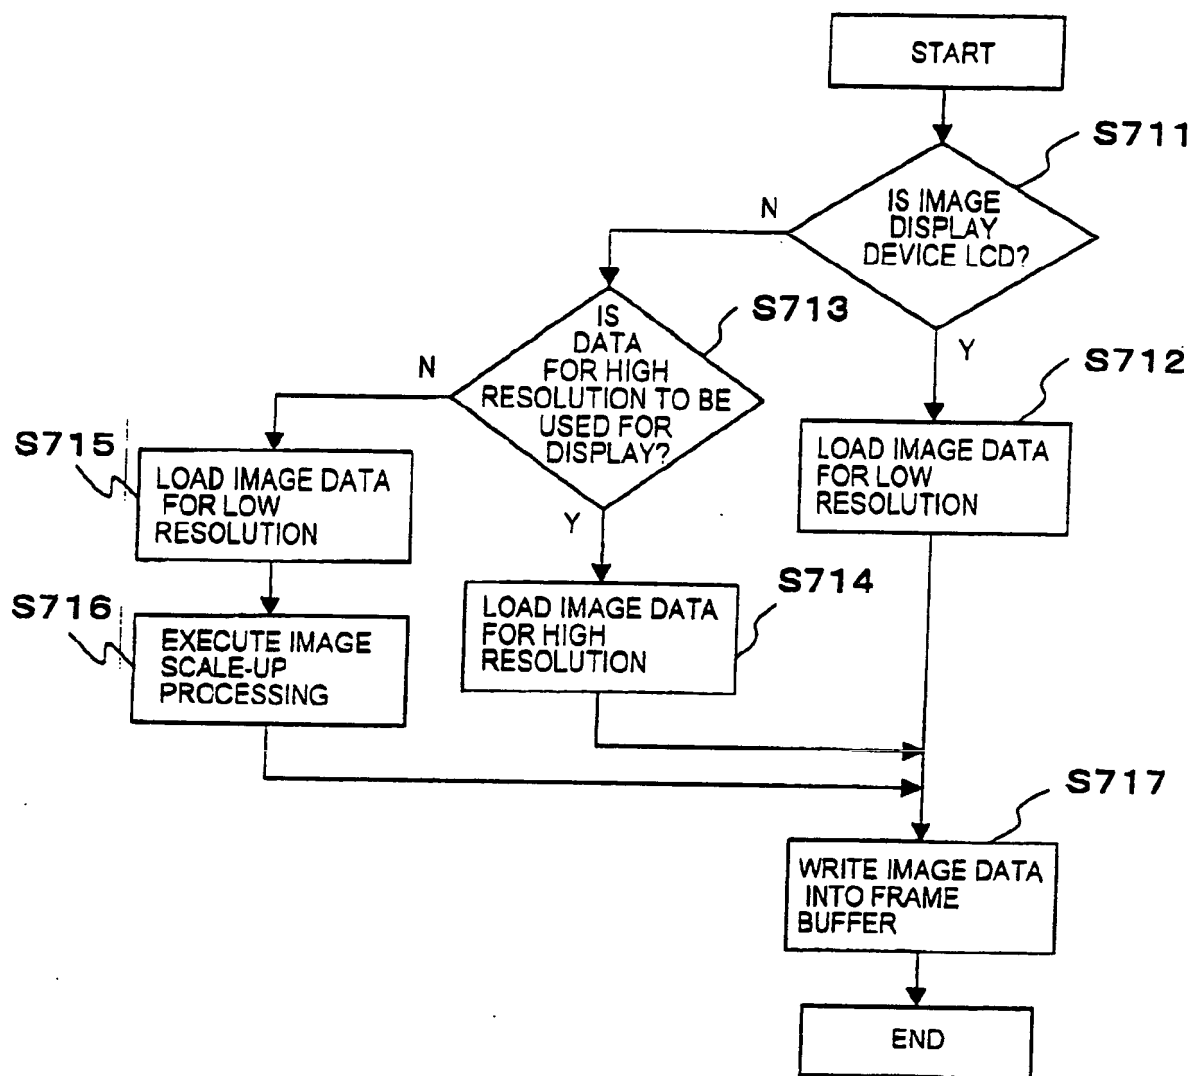 START
S711
IS IMAGE
DISPLAY
DEVICE LCD?
N
Y
S713
IS
DATA
FOR HIGH
RESOLUTION TO BE
USED FOR
DISPLAY?
N
Y
S712
LOAD IMAGE DATA
FOR LOW
RESOLUTION
S715
LOAD IMAGE DATA
FOR LOW
RESOLUTION
S714
LOAD IMAGE DATA
FOR HIGH
RESOLUTION
S716
EXECUTE IMAGE
SCALE-UP
PROCESSING
S717
WRITE IMAGE DATA
INTO FRAME
BUFFER
END